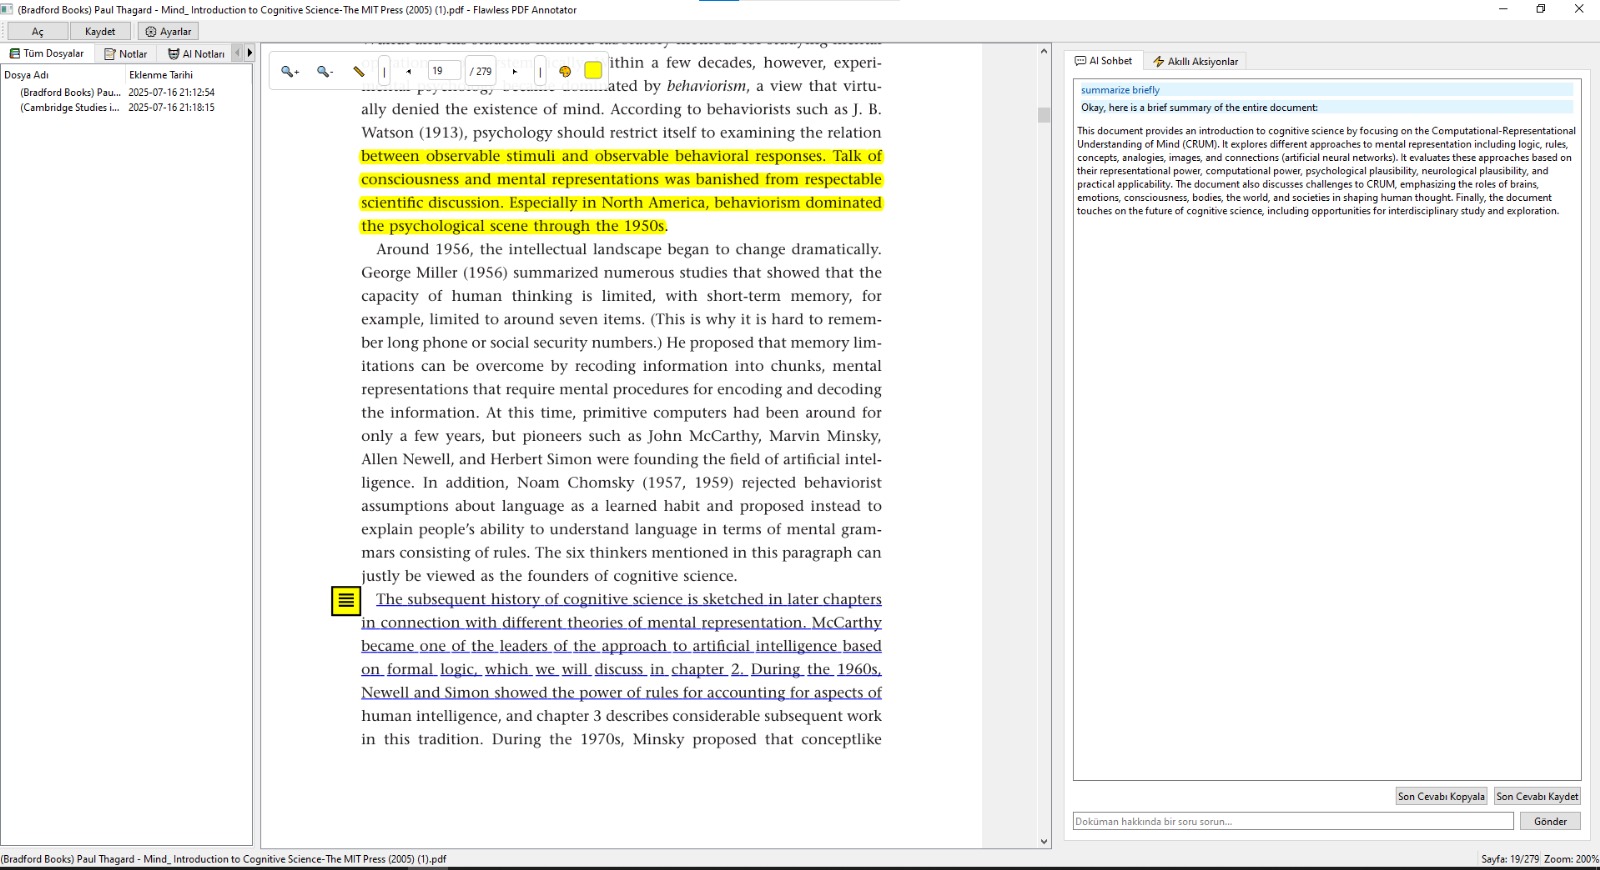 (Bradford Books) Paul Thagard - Mind_ Introduction to Cognitive Science-The MIT Press (2005) (1).pdf - Flawless PDF Annotator
Aç Kaydet Ayarlar
Tüm Dosyalar Notlar AI Notları
Dosya Adı Eklenme Tarihi
(Bradford Books) Pau... 2025-07-16 21:12:54
(Cambridge Studies i... 2025-07-16 21:18:15
19 / 279
ithin a few decades, however, experi-
ated by behaviorism, a view that virtu-
ally denied the existence of mind. According to behaviorists such as J. B.
Watson (1913), psychology should restrict itself to examining the relation
between observable stimuli and observable behavioral responses. Talk of
consciousness and mental representations was banished from respectable
scientific discussion. Especially in North America, behaviorism dominated
the psychological scene through the 1950s.
Around 1956, the intellectual landscape began to change dramatically.
George Miller (1956) summarized numerous studies that showed that the
capacity of human thinking is limited, with short-term memory, for
example, limited to around seven items. (This is why it is hard to remem-
ber long phone or social security numbers.) He proposed that memory lim-
itations can be overcome by recoding information into chunks, mental
representations that require mental procedures for encoding and decoding
the information. At this time, primitive computers had been around for
only a few years, but pioneers such as John McCarthy, Marvin Minsky,
Allen Newell, and Herbert Simon were founding the field of artificial intel-
ligence. In addition, Noam Chomsky (1957, 1959) rejected behaviorist
assumptions about language as a learned habit and proposed instead to
explain people's ability to understand language in terms of mental gram-
mars consisting of rules. The six thinkers mentioned in this paragraph can
justly be viewed as the founders of cognitive science.
The subsequent history of cognitive science is sketched in later chapters
in connection with different theories of mental representation. McCarthy
became one of the leaders of the approach to artificial intelligence based
on formal logic, which we will discuss in chapter 2. During the 1960s,
Newell and Simon showed the power of rules for accounting for aspects of
human intelligence, and chapter 3 describes considerable subsequent work
in this tradition. During the 1970s, Minsky proposed that conceptlike
AI Sohbet Akıllı Aksiyonlar
summarize briefly
Okay, here is a brief summary of the entire document:
This document provides an introduction to cognitive science by focusing on the Computational-Representational
Understanding of Mind (CRUM). It explores different approaches to mental representation including logic, rules,
concepts, analogies, images, and connections (artificial neural networks). It evaluates these approaches based on
their representational power, computational power, psychological plausibility, neurological plausibility, and
practical applicability. The document also discusses challenges to CRUM, emphasizing the roles of brains,
emotions, consciousness, bodies, the world, and societies in shaping human thought. Finally, the document
touches on the future of cognitive science, including opportunities for interdisciplinary study and exploration.
Son Cevabı Kopyala Son Cevabı Kaydet
Doküman hakkında bir soru sorun... Gönder
(Bradford Books) Paul Thagard - Mind_ Introduction to Cognitive Science-The MIT Press (2005) (1).pdf
Sayfa: 19/279 Zoom: 200%